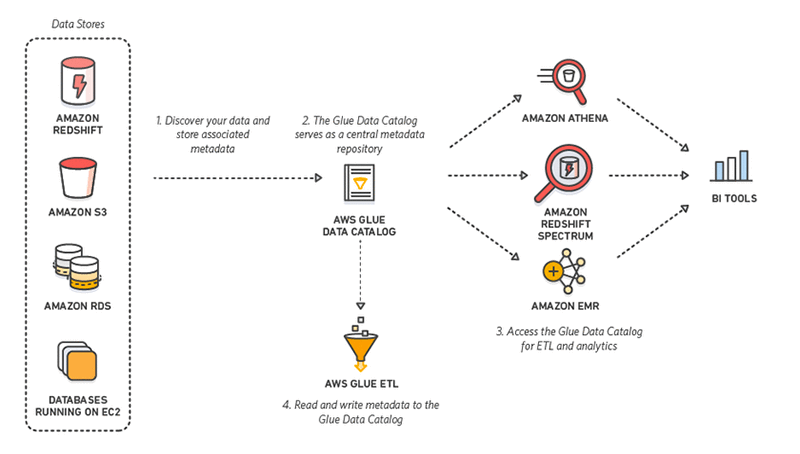 Data Stores
AMAZON
REDSHIFT
AMAZON S3
AMAZON RDS
DATABASES
RUNNING ON EC2
1. Discover your data and
store associated
metadata
2. The Glue Data Catalog
serves as a central metadata
repository
AWS GLUE
DATA CATALOG
AWS GLUE ETL
4. Read and write metadata to the
Glue Data Catalog
AMAZON ATHENA
AMAZON
REDSHIFT
SPECTRUM
AMAZON EMR
3. Access the Glue Data Catalog
for ETL and analytics
BI TOOLS